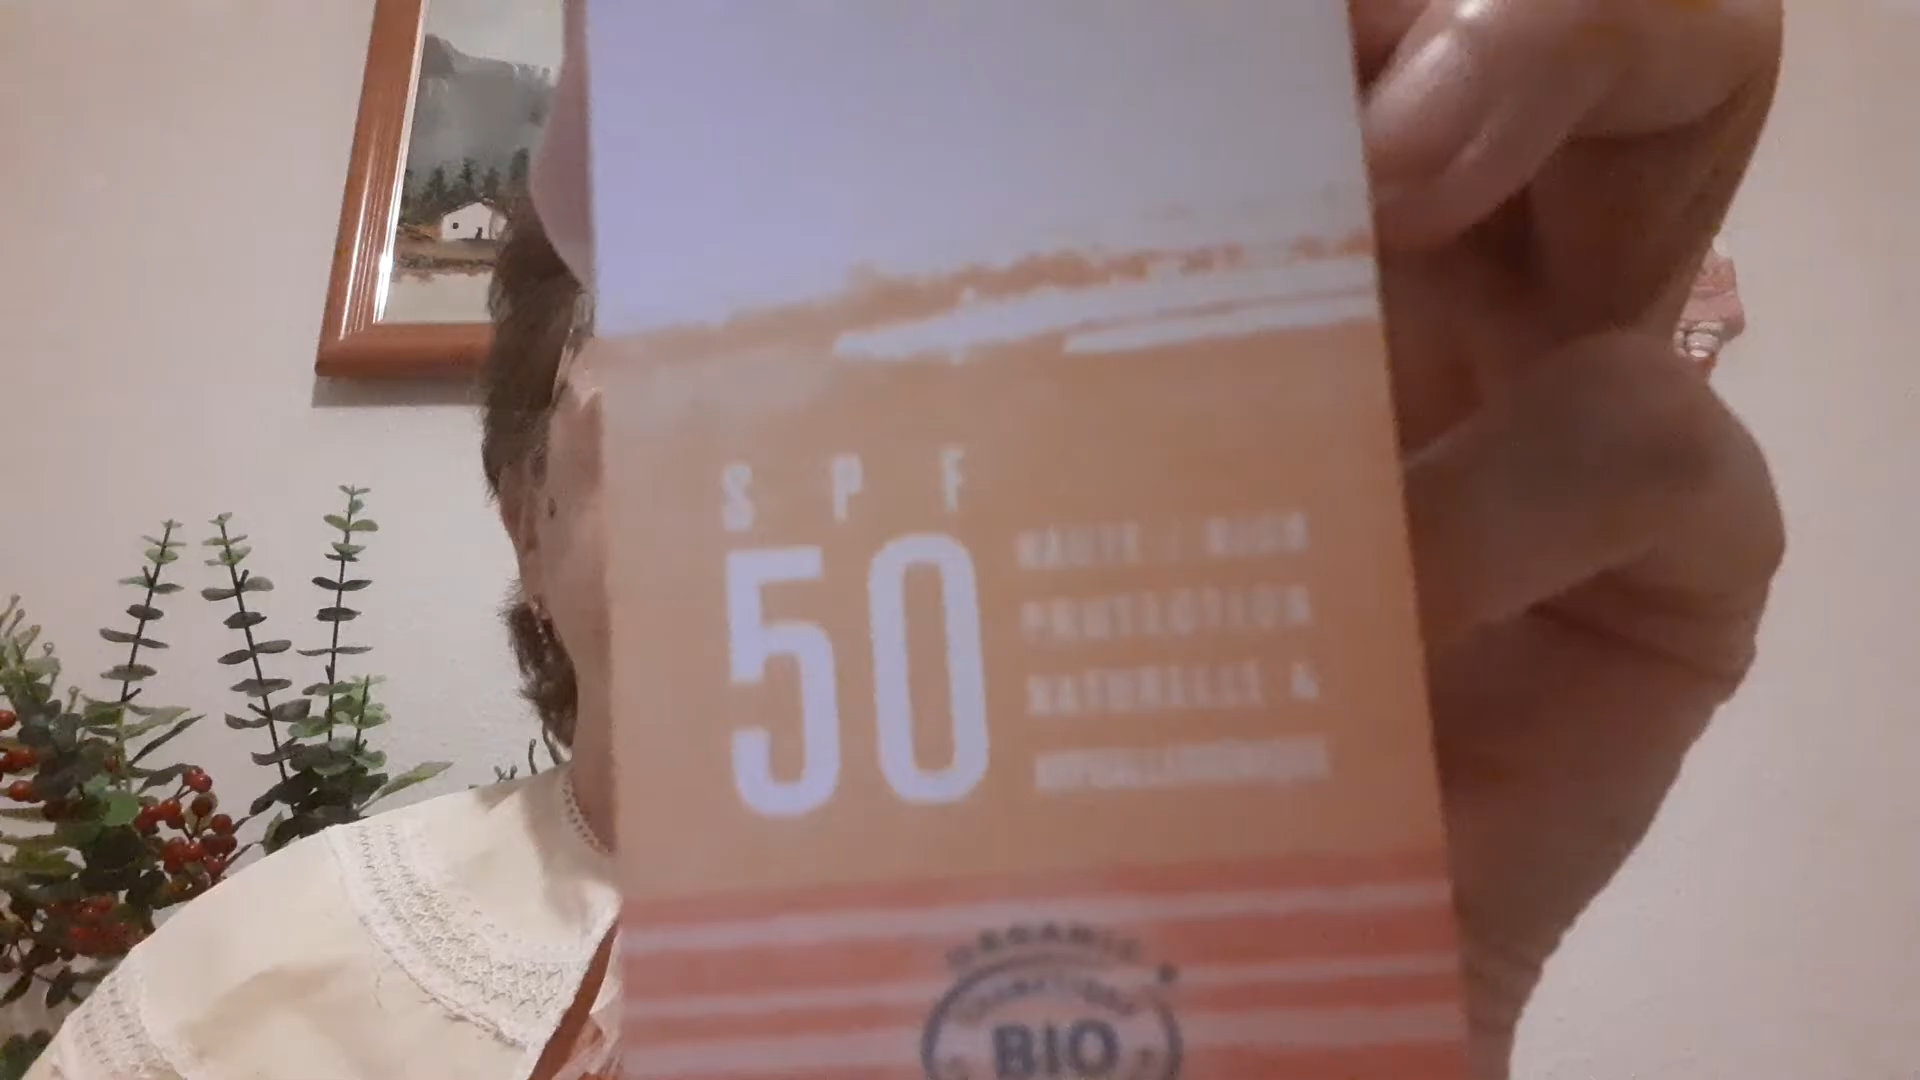 SPF
50
HAUTE / HIGH
PROTECTION
NATURELLE &
HYPOALLERGÉNIQUE
ORGANIC
BIO